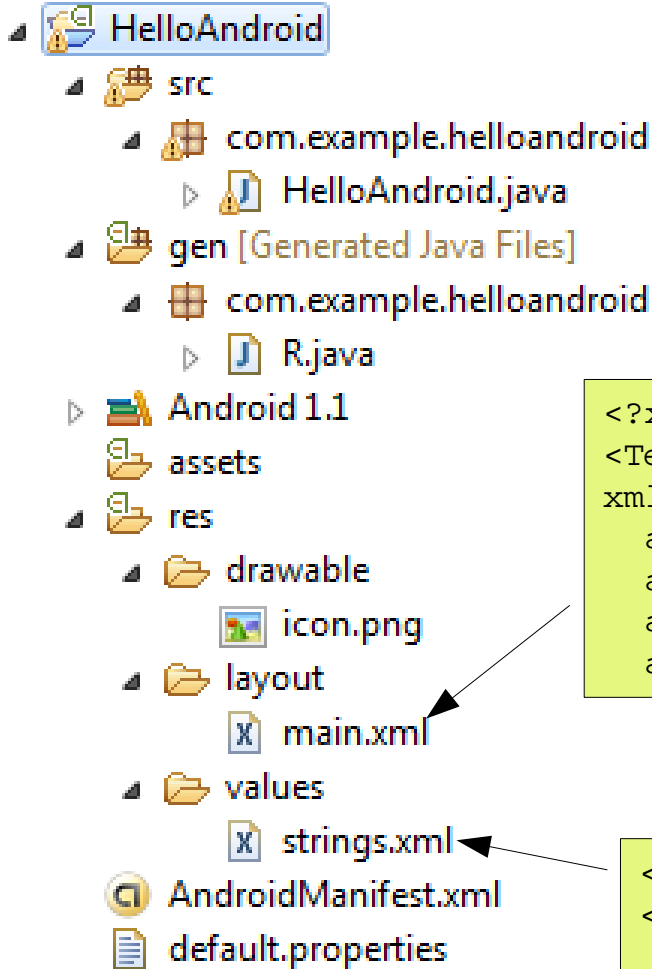 HelloAndroid
src
com.example.helloandroid
HelloAndroid.java
gen [Generated Java Files]
com.example.helloandroid
R.java
Android 1.1
assets
res
drawable
icon.png
layout
main.xml
values
strings.xml
AndroidManifest.xml
default.properties
<?x
<Te
xml
a
a
a
a
<
<